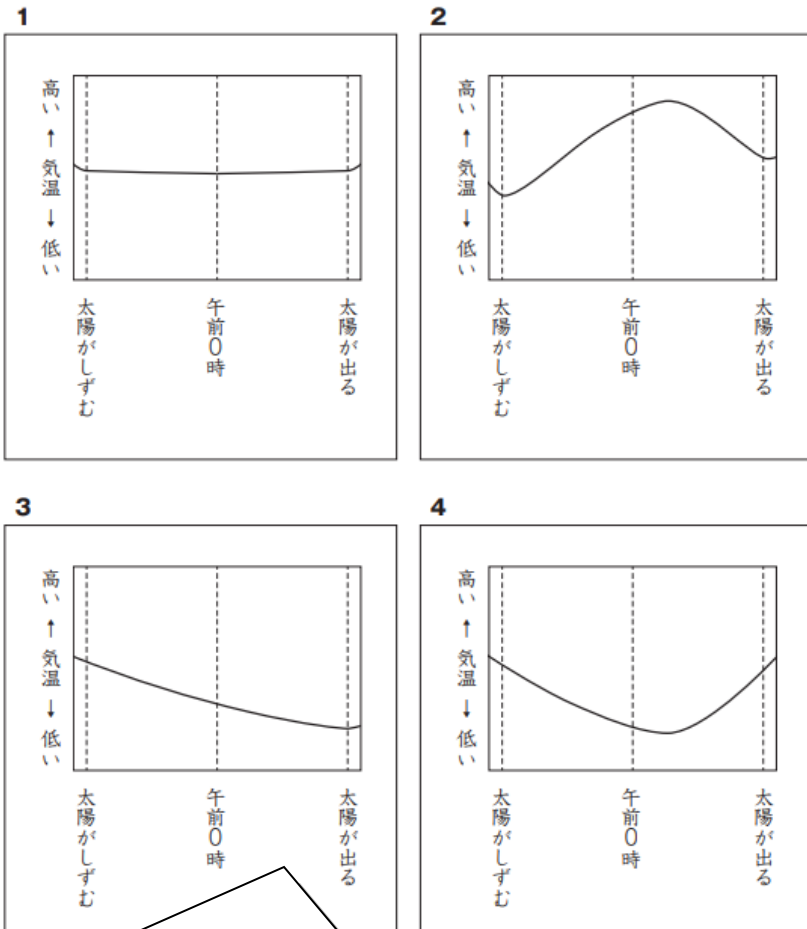 1
高い ↑ 気温 ↓ 低い
太陽がしずむ
午前0時
太陽が出る
2
高い ↑ 気温 ↓ 低い
太陽がしずむ
午前0時
太陽が出る
3
高い ↑ 気温 ↓ 低い
太陽がしずむ
午前0時
太陽が出る
4
高い ↑ 気温 ↓ 低い
太陽がしずむ
午前0時
太陽が出る